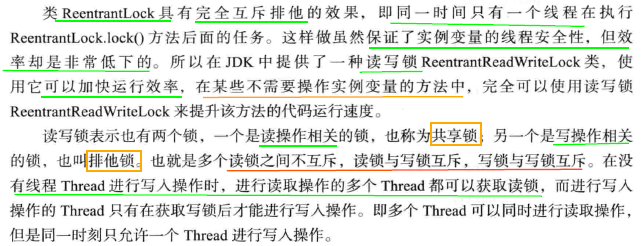 类 ReentrantLock 具有完全互斥排他的效果，即同一时间只有一个线程在执行
ReentrantLock.lock() 方法后面的任务。这样做虽然保证了实例变量的线程安全性，但效
率却是非常低下的。所以在 JDK 中提供了一种读写锁 ReentrantReadWriteLock 类，使
用它可以加快运行效率，在某些不需要操作实例变量的方法中，完全可以使用读写锁
ReentrantReadWriteLock 来提升该方法的代码运行速度。
读写锁表示也有两个锁，一个是读操作相关的锁，也称为共享锁；另一个是写操作相关
的锁，也叫排他锁。也就是多个读锁之间不互斥，读锁与写锁互斥，写锁与写锁互斥。在没
有线程 Thread 进行写入操作时，进行读取操作的多个 Thread 都可以获取读锁，而进行写入
操作的 Thread 只有在获取写锁后才能进行写入操作。即多个 Thread 可以同时进行读取操作，
但是同一时刻只允许一个 Thread 进行写入操作。